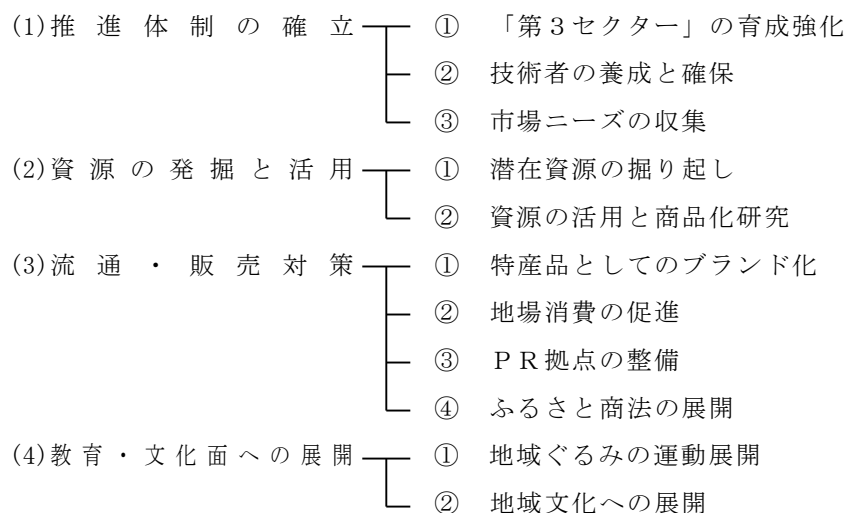 (1)推進体制の確立 ① 「第3セクター」の育成強化
② 技術者の養成と確保
③ 市場ニーズの収集
(2)資源の発掘と活用 ① 潜在資源の掘り起し
② 資源の活用と商品化研究
(3)流通・販売対策 ① 特産品としてのブランド化
② 地場消費の促進
③ PR拠点の整備
④ ふるさと商法の展開
(4)教育・文化面への展開 ① 地域ぐるみの運動展開
② 地域文化への展開